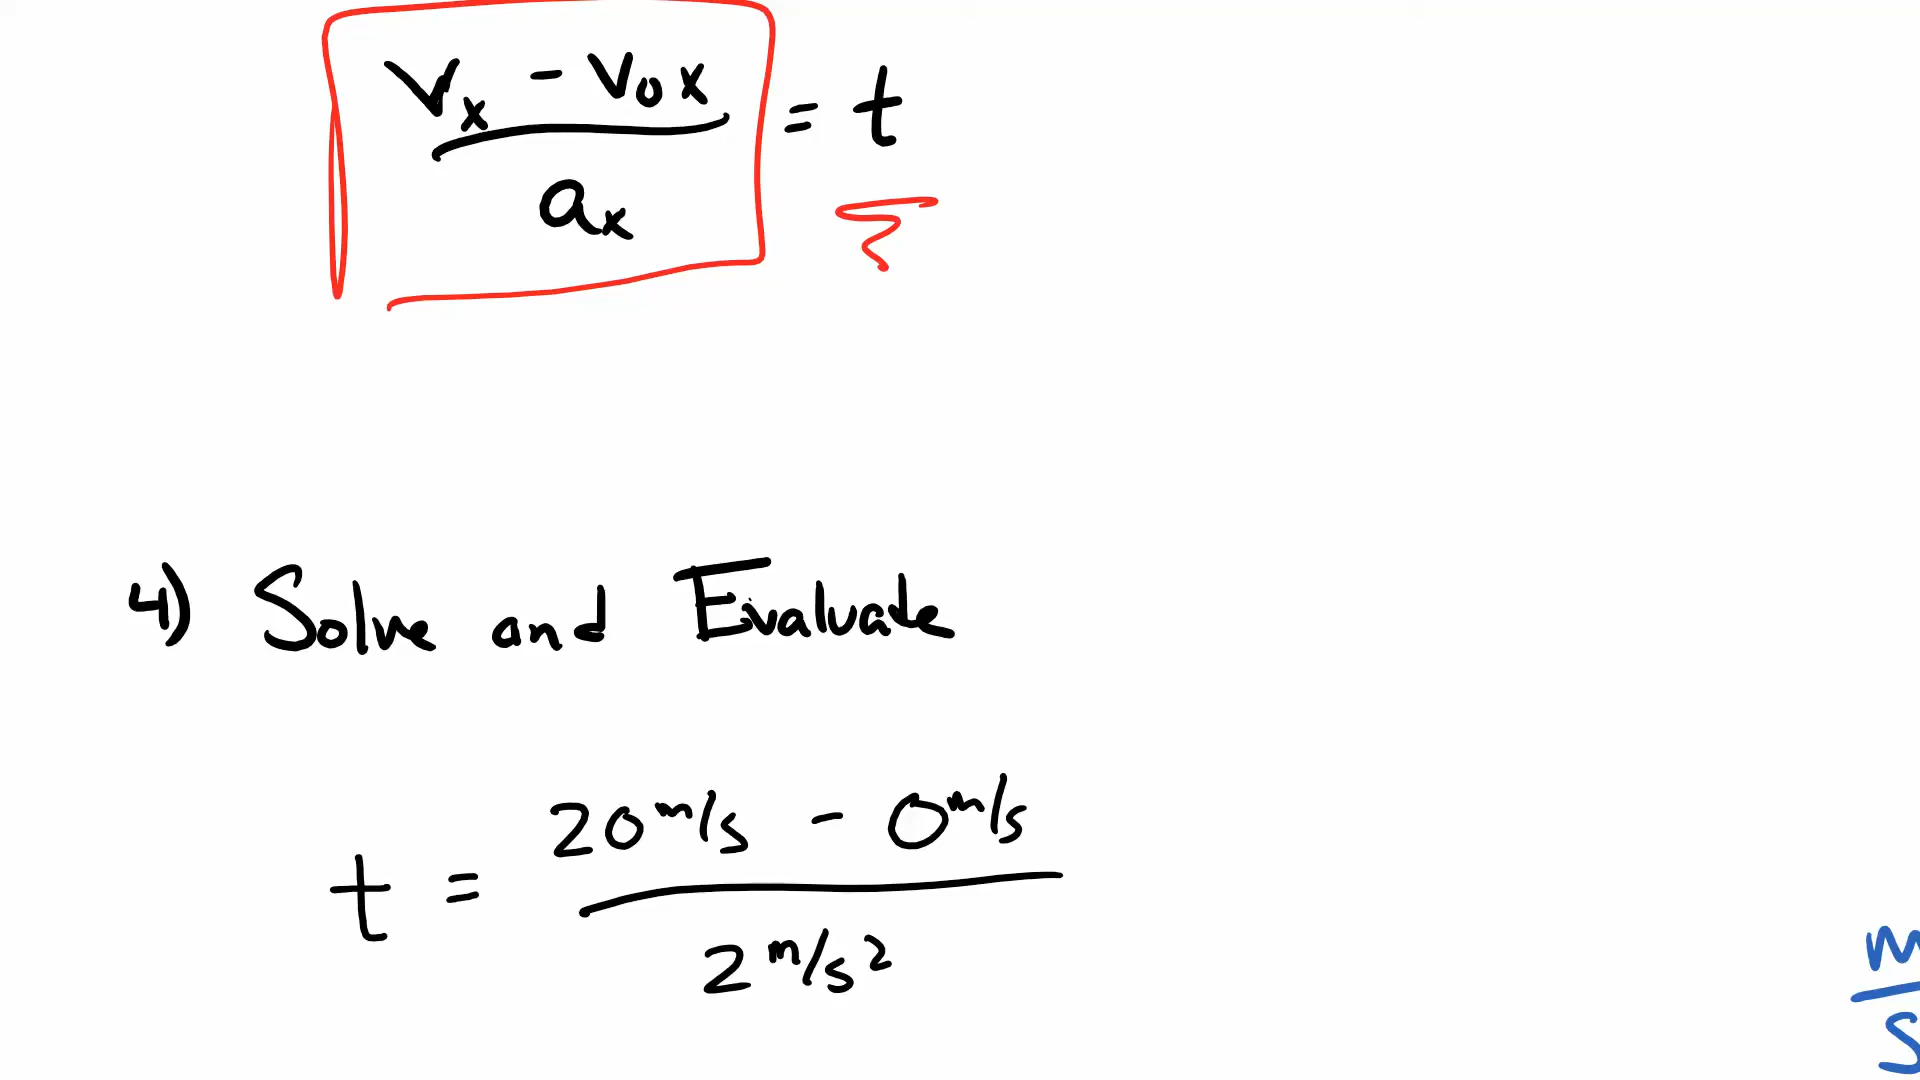 Vx - Vox
= t
ax
4) Solve and Evaluate
20 m/s - 0 m/s
t =
2 m/s²
m
s